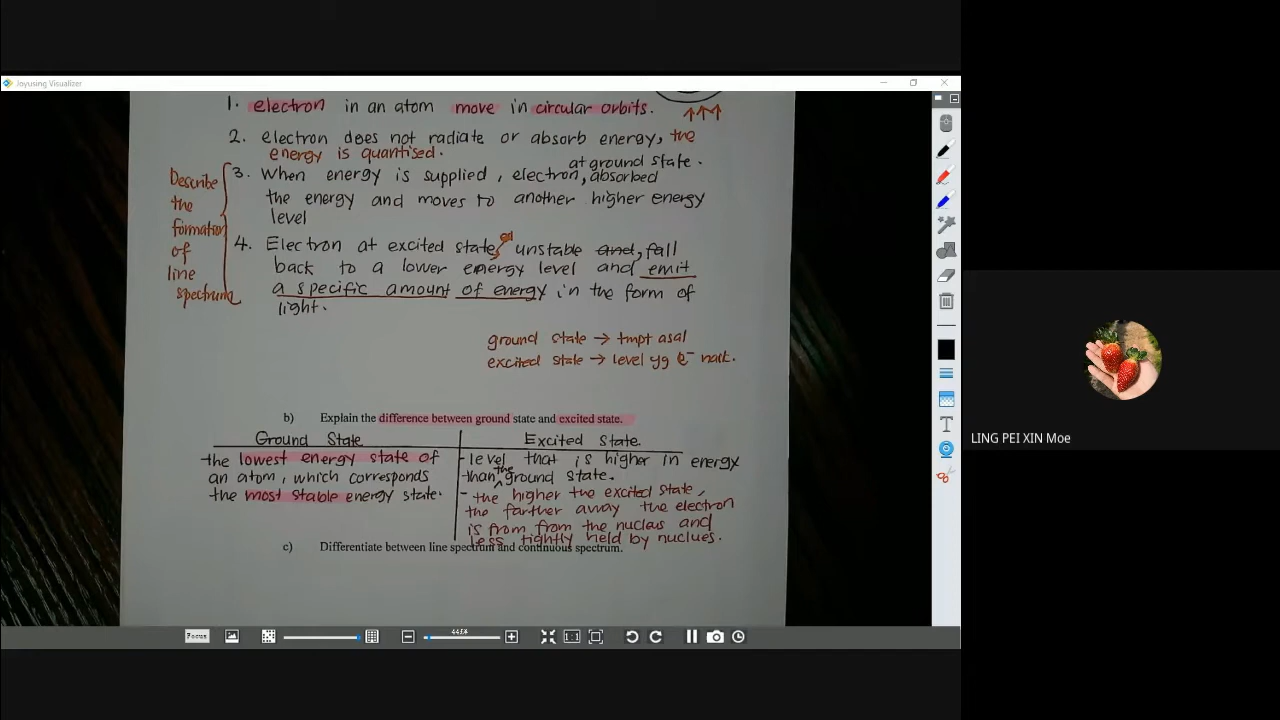 Joyusing Visualizer
1. electron in an atom move in circular orbits.
2. electron does not radiate or absorb energy, the
energy is quantised.
at ground state.
3. When energy is supplied, electron, absorbed
the energy and moves to another higher energy
level
Describe
the
formation
of
line
spectrum
4. Electron at excited state unstable and, fall
back to a lower energy level and emit
a specific amount of energy in the form of
light.
ground state → tmpt asal
excited state → level yg e⁻ naik.
b) Explain the difference between ground state and excited state.
Ground State
the lowest energy state of
an atom, which corresponds
the most stable energy state.
Excited State.
- level that is higher in energy
than the ground state.
- the higher the excited state,
the farther away the electron
is from from the nucleus and
less tightly held by nuclues.
c) Differentiate between line spectrum and continuous spectrum.
Focus
1:1
LING PEI XIN Moe